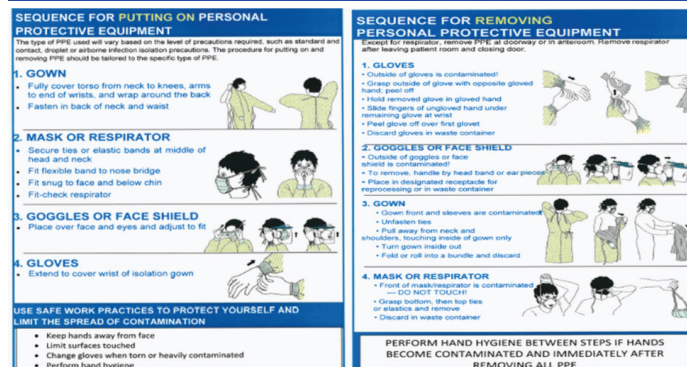 SEQUENCE FOR PUTTING ON PERSONAL
PROTECTIVE EQUIPMENT
The type of PPE used will vary based on the level of precautions required, such as standard and
contact, droplet or airborne infection isolation precautions. The procedure for putting on and
removing PPE should be tailored to the specific type of PPE.
1. GOWN
• Fully cover torso from neck to knees, arms
to end of wrists, and wrap around the back
• Fasten in back of neck and waist
2. MASK OR RESPIRATOR
• Secure ties or elastic bands at middle of
head and neck
• Fit flexible band to nose bridge
• Fit snug to face and below chin
• Fit-check respirator
3. GOGGLES OR FACE SHIELD
• Place over face and eyes and adjust to fit
4. GLOVES
• Extend to cover wrist of isolation gown
USE SAFE WORK PRACTICES TO PROTECT YOURSELF AND
LIMIT THE SPREAD OF CONTAMINATION
• Keep hands away from face
• Limit surfaces touched
• Change gloves when torn or heavily contaminated
• Perform hand hygiene
SEQUENCE FOR REMOVING
PERSONAL PROTECTIVE EQUIPMENT
Except for respirator, remove PPE at doorway or in anteroom. Remove respirator
after leaving patient room and closing door.
1. GLOVES
• Outside of gloves is contaminated!
• Grasp outside of glove with opposite gloved
hand; peel off
• Hold removed glove in gloved hand
• Slide fingers of ungloved hand under
remaining glove at wrist
• Peel glove off over first glovet
• Discard gloves in waste container
2. GOGGLES OR FACE SHIELD
• Outside of goggles or face
shield is contaminated!
• To remove, handle by head band or ear pieces
• Place in designated receptacle for
reprocessing or in waste container
3. GOWN
• Gown front and sleeves are contaminated!
• Unfasten ties
• Pull away from neck and
shoulders, touching inside of gown only
• Turn gown inside out
• Fold or roll into a bundle and discard
4. MASK OR RESPIRATOR
• Front of mask/respirator is contaminated
— DO NOT TOUCH!
• Grasp bottom, then top ties
or elastics and remove
• Discard in waste container
PERFORM HAND HYGIENE BETWEEN STEPS IF HANDS
BECOME CONTAMINATED AND IMMEDIATELY AFTER
REMOVING ALL PPE